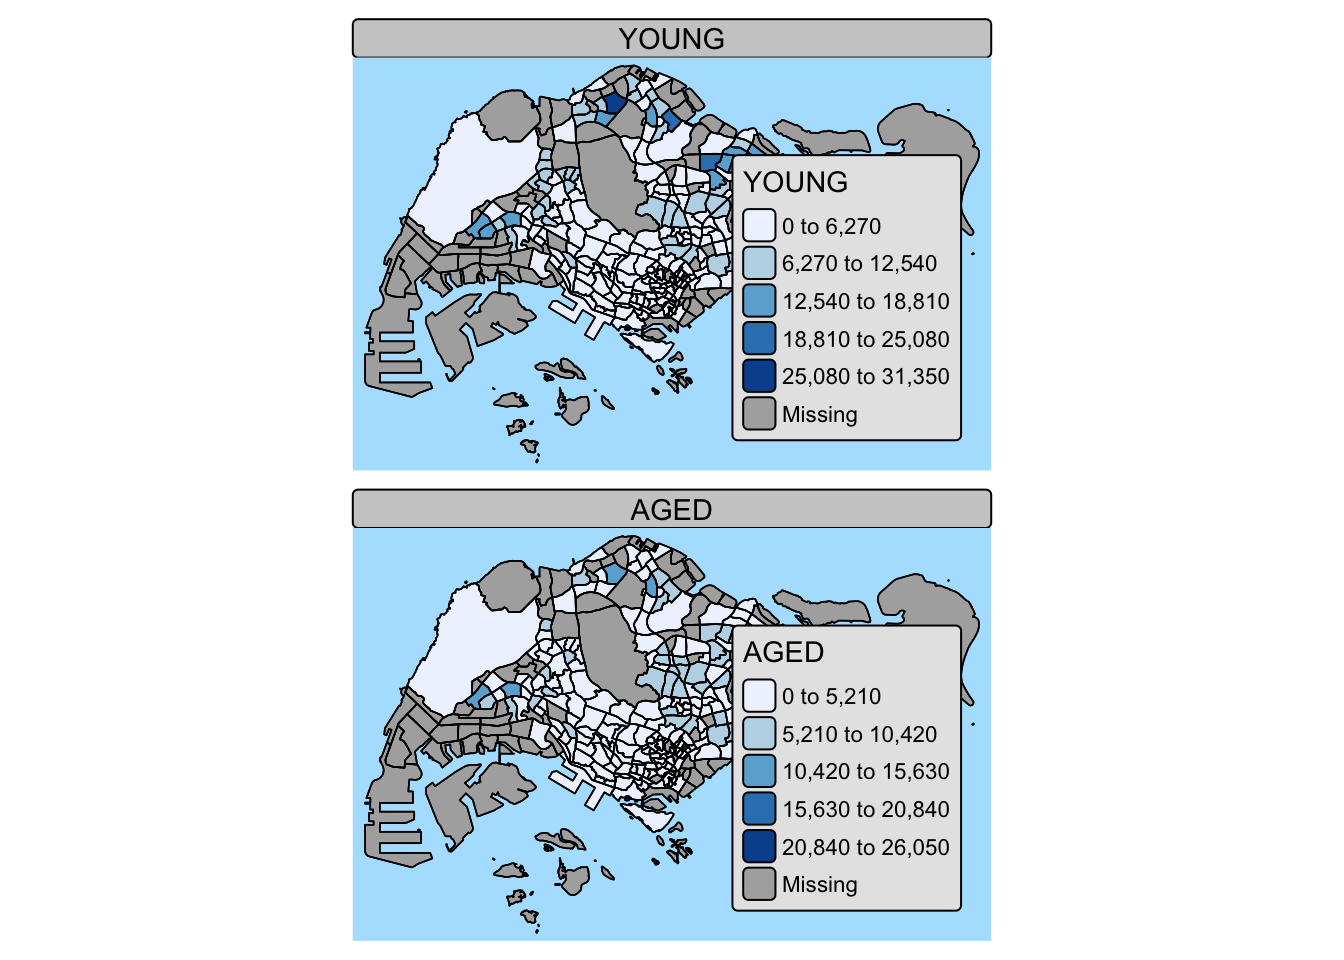 YOUNG
YOUNG
0 to 6,270
6,270 to 12,540
12,540 to 18,810
18,810 to 25,080
25,080 to 31,350
Missing
AGED
AGED
0 to 5,210
5,210 to 10,420
10,420 to 15,630
15,630 to 20,840
20,840 to 26,050
Missing